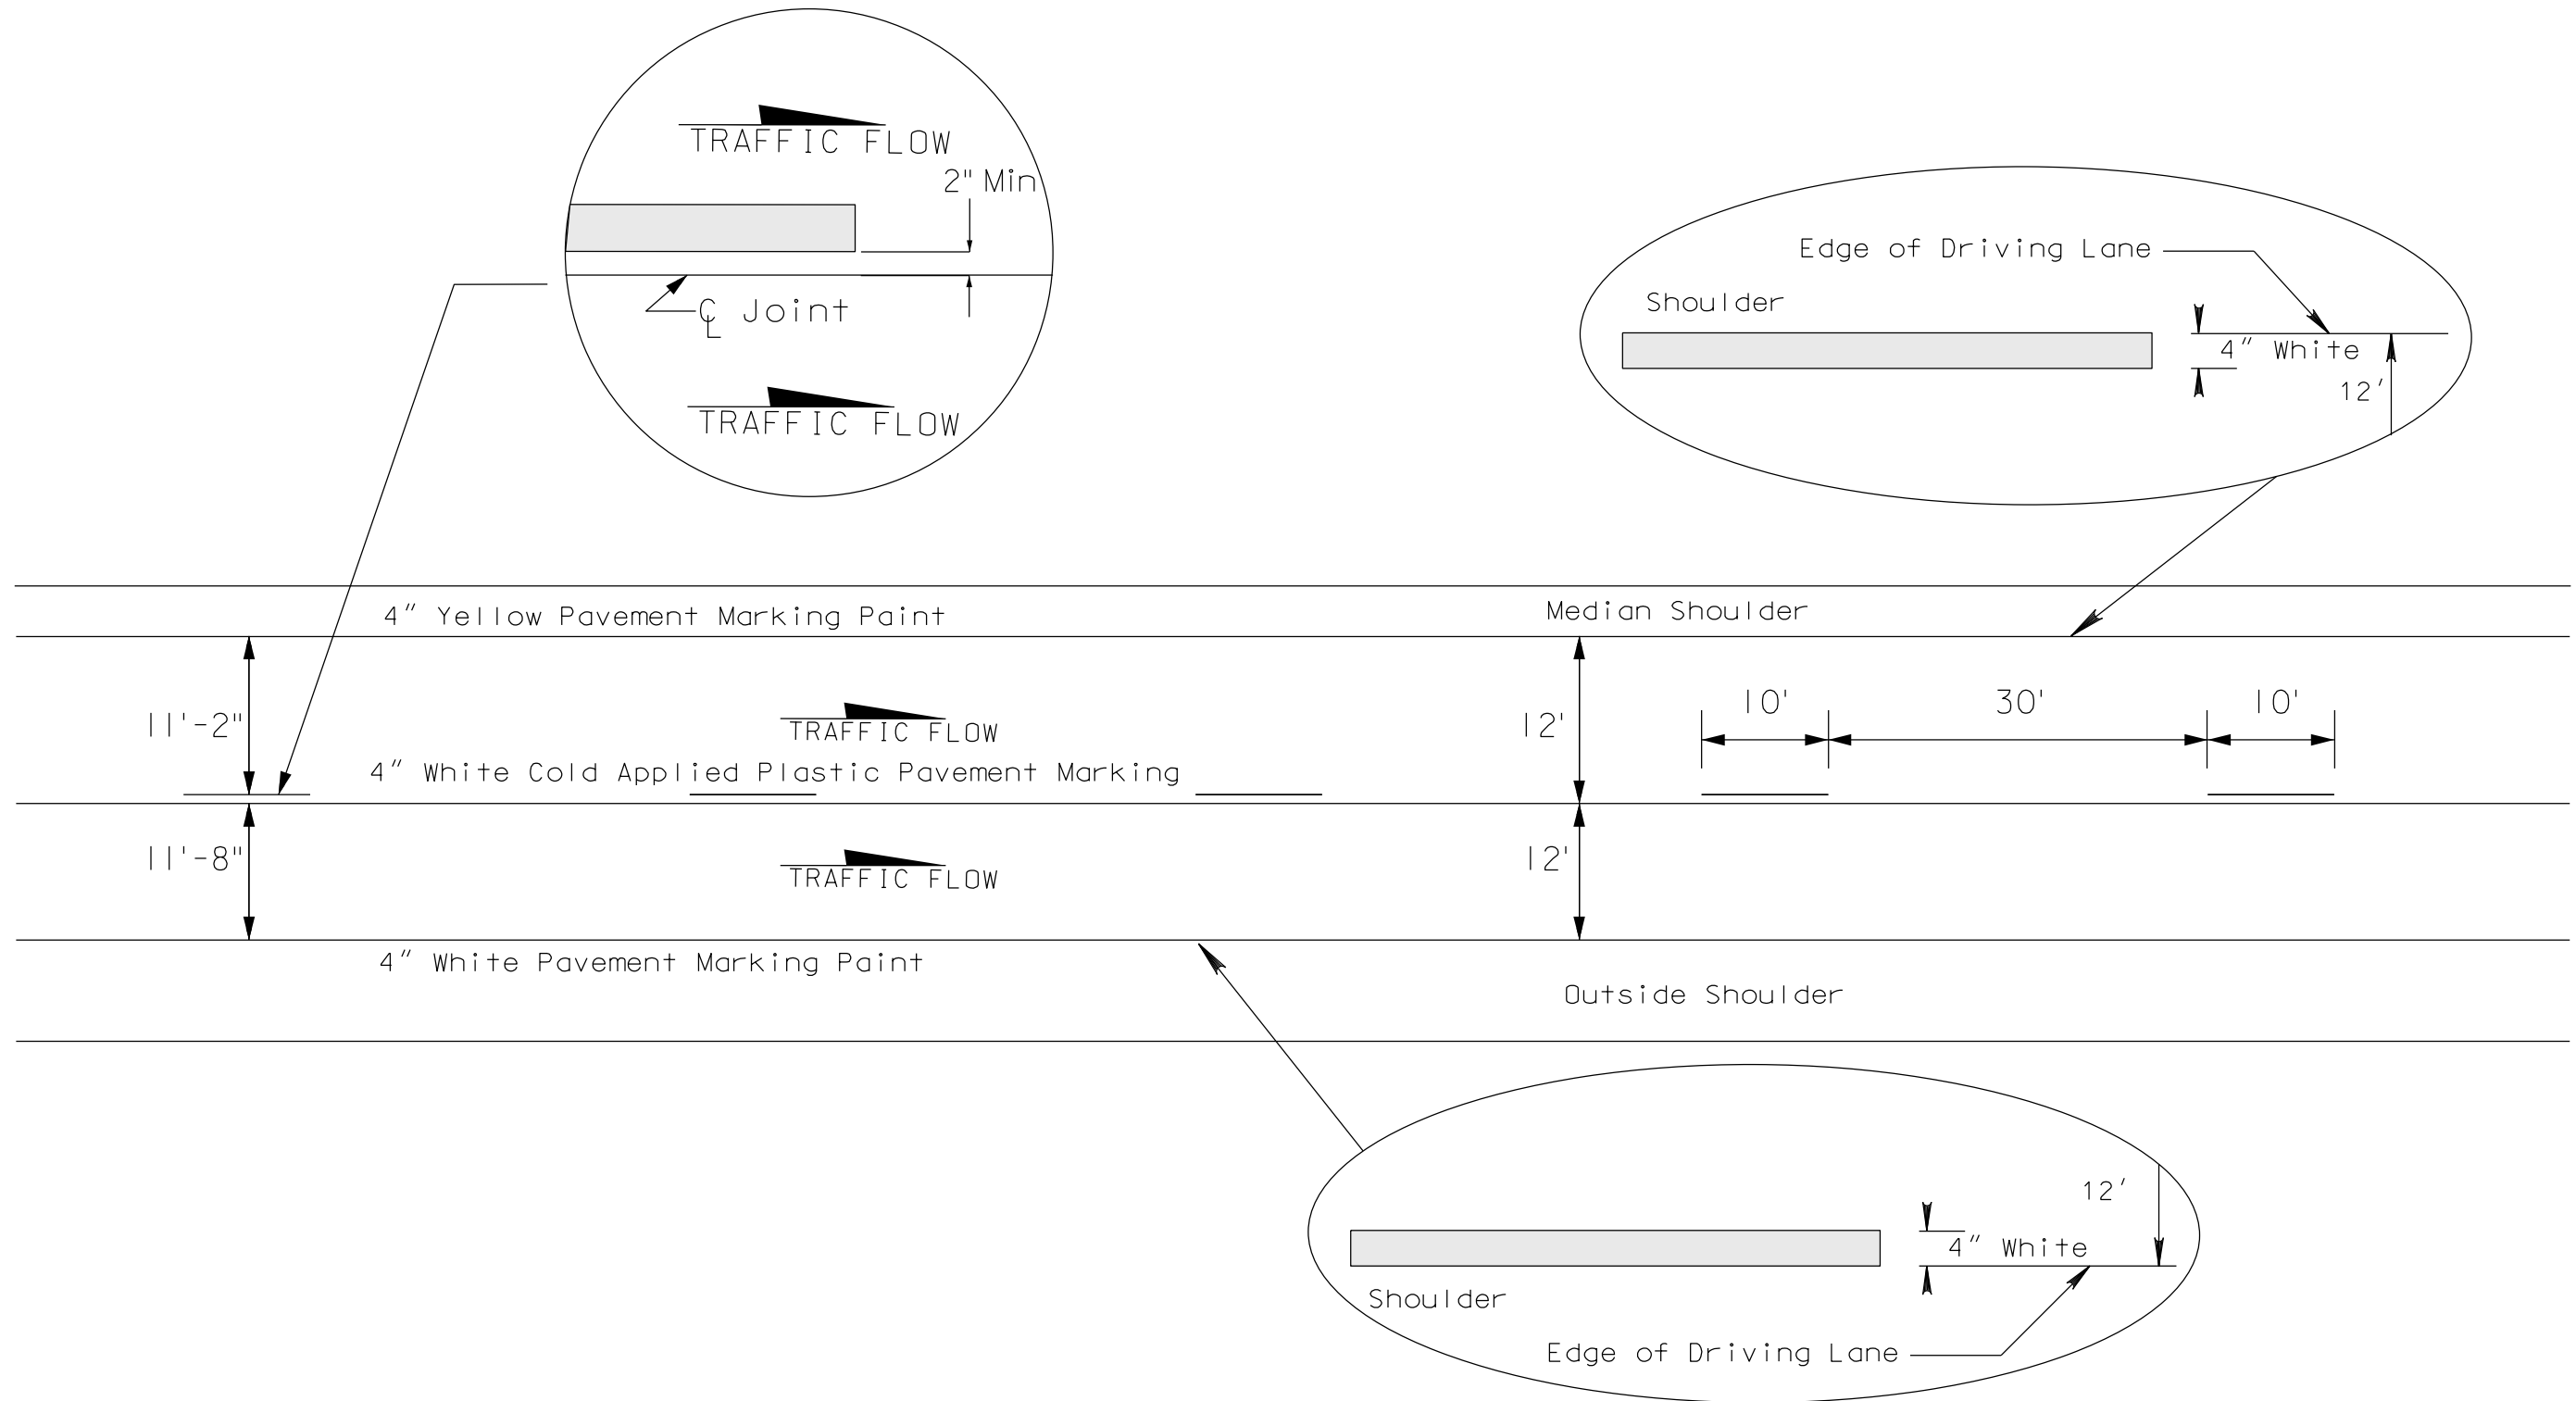 TRAFFIC FLOW
2" Min
℄ Joint
TRAFFIC FLOW
Edge of Driving Lane
Shoulder
4" White
12'
4" Yellow Pavement Marking Paint
Median Shoulder
11'-2"
TRAFFIC FLOW
12'
10'
30'
10'
4" White Cold Applied Plastic Pavement Marking
11'-8"
TRAFFIC FLOW
12'
4" White Pavement Marking Paint
Outside Shoulder
12'
4" White
Shoulder
Edge of Driving Lane